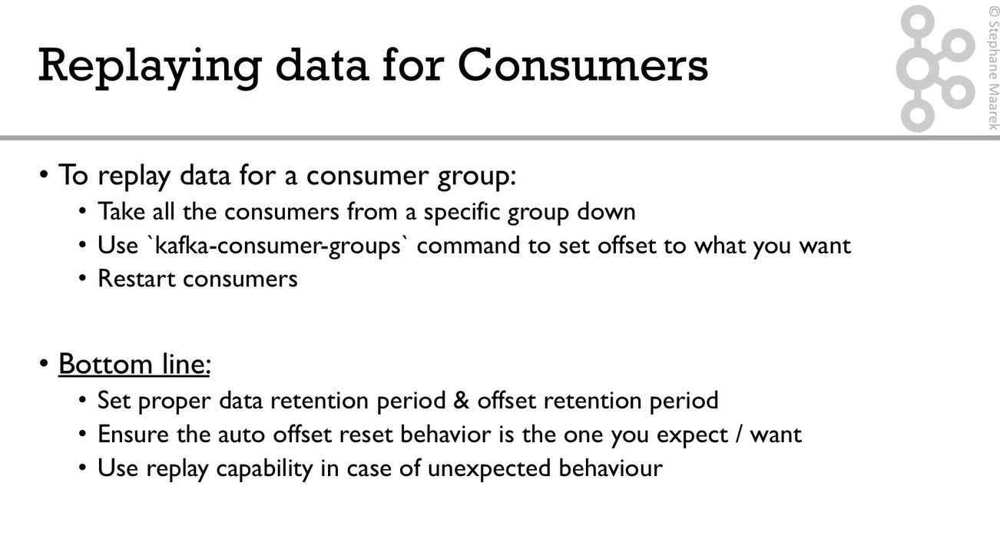 Replaying data for Consumers
© Stephane Maarek
• To replay data for a consumer group:
• Take all the consumers from a specific group down
• Use `kafka-consumer-groups` command to set offset to what you want
• Restart consumers
• Bottom line:
• Set proper data retention period & offset retention period
• Ensure the auto offset reset behavior is the one you expect / want
• Use replay capability in case of unexpected behaviour